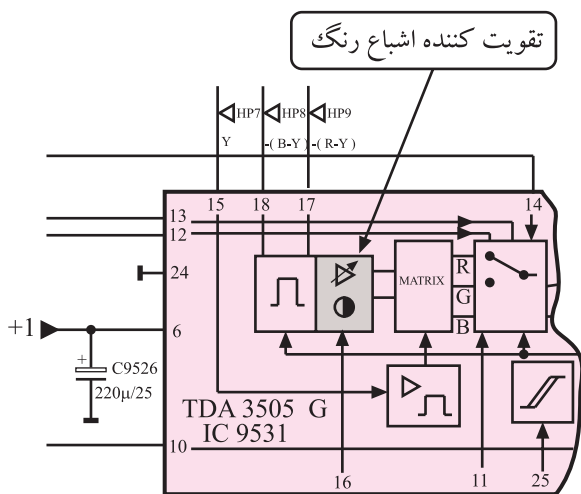 تقویت کننده اشباع رنگ
HP7 HP8 HP9
Y -( B-Y ) -( R-Y )
15 18 17 14
13
12
24
MATRIX
R
G
B
+1
6
+
C9526
220µ/25
TDA 3505 G
IC 9531
10
16 11 25